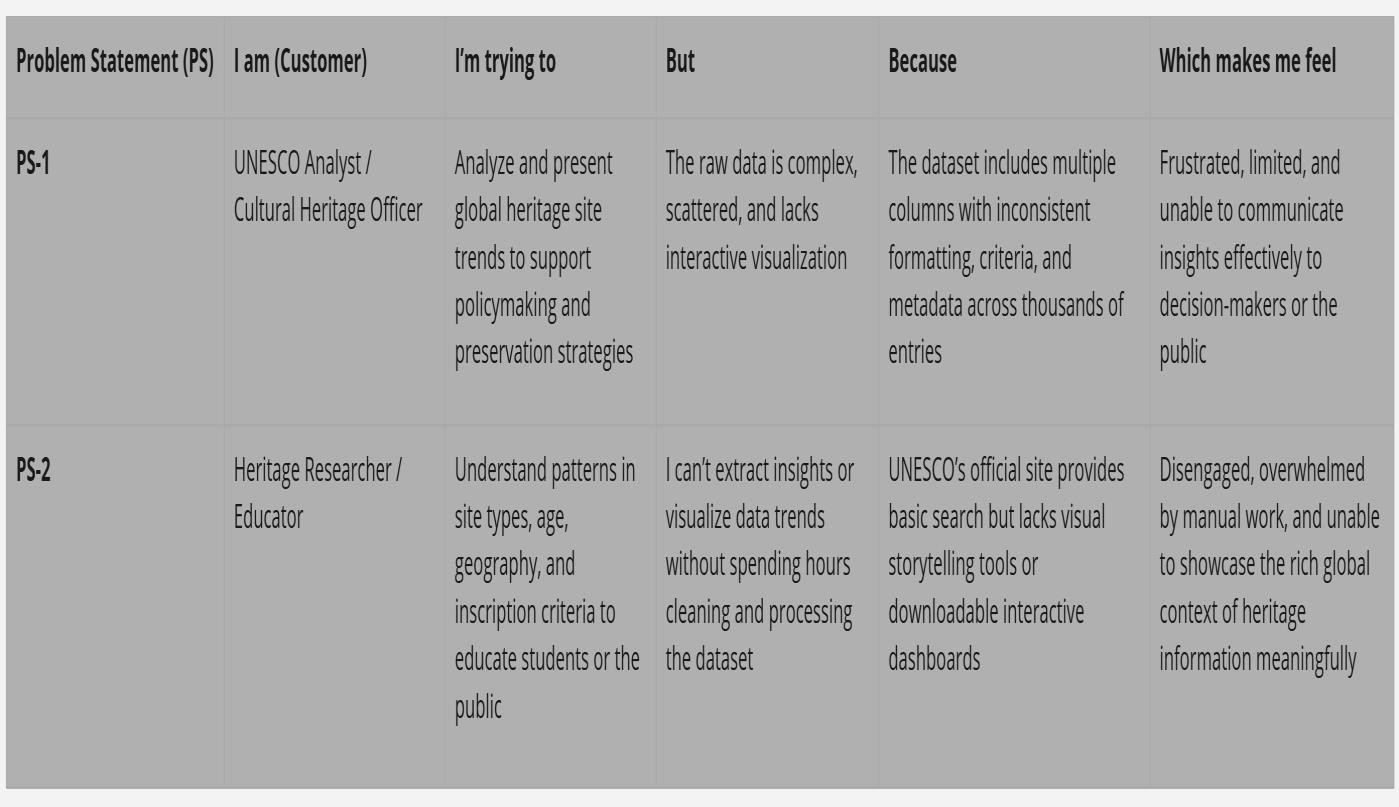 Problem Statement (PS)
I am (Customer)
I'm trying to
But
Because
Which makes me feel
PS-1
UNESCO Analyst /
Cultural Heritage Officer
Analyze and present
global heritage site
trends to support
policymaking and
preservation strategies
The raw data is complex,
scattered, and lacks
interactive visualization
The dataset includes multiple
columns with inconsistent
formatting, criteria, and
metadata across thousands of
entries
Frustrated, limited, and
unable to communicate
insights effectively to
decision-makers or the
public
PS-2
Heritage Researcher /
Educator
Understand patterns in
site types, age,
geography, and
inscription criteria to
educate students or the
public
I can't extract insights or
visualize data trends
without spending hours
cleaning and processing
the dataset
UNESCO's official site provides
basic search but lacks visual
storytelling tools or
downloadable interactive
dashboards
Disengaged, overwhelmed
by manual work, and unable
to showcase the rich global
context of heritage
information meaningfully